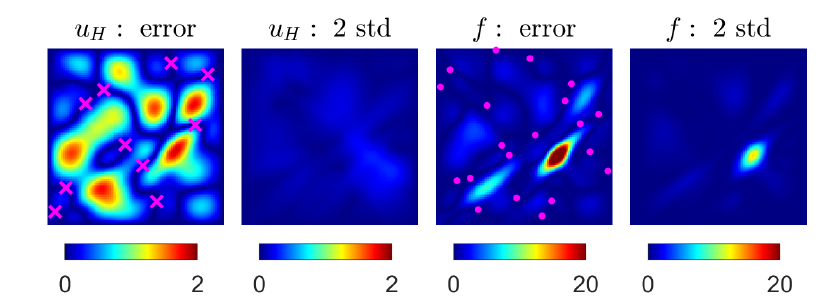 u_H : error
u_H : 2 std
f : error
f : 2 std
0 2
0 2
0 20
0 20